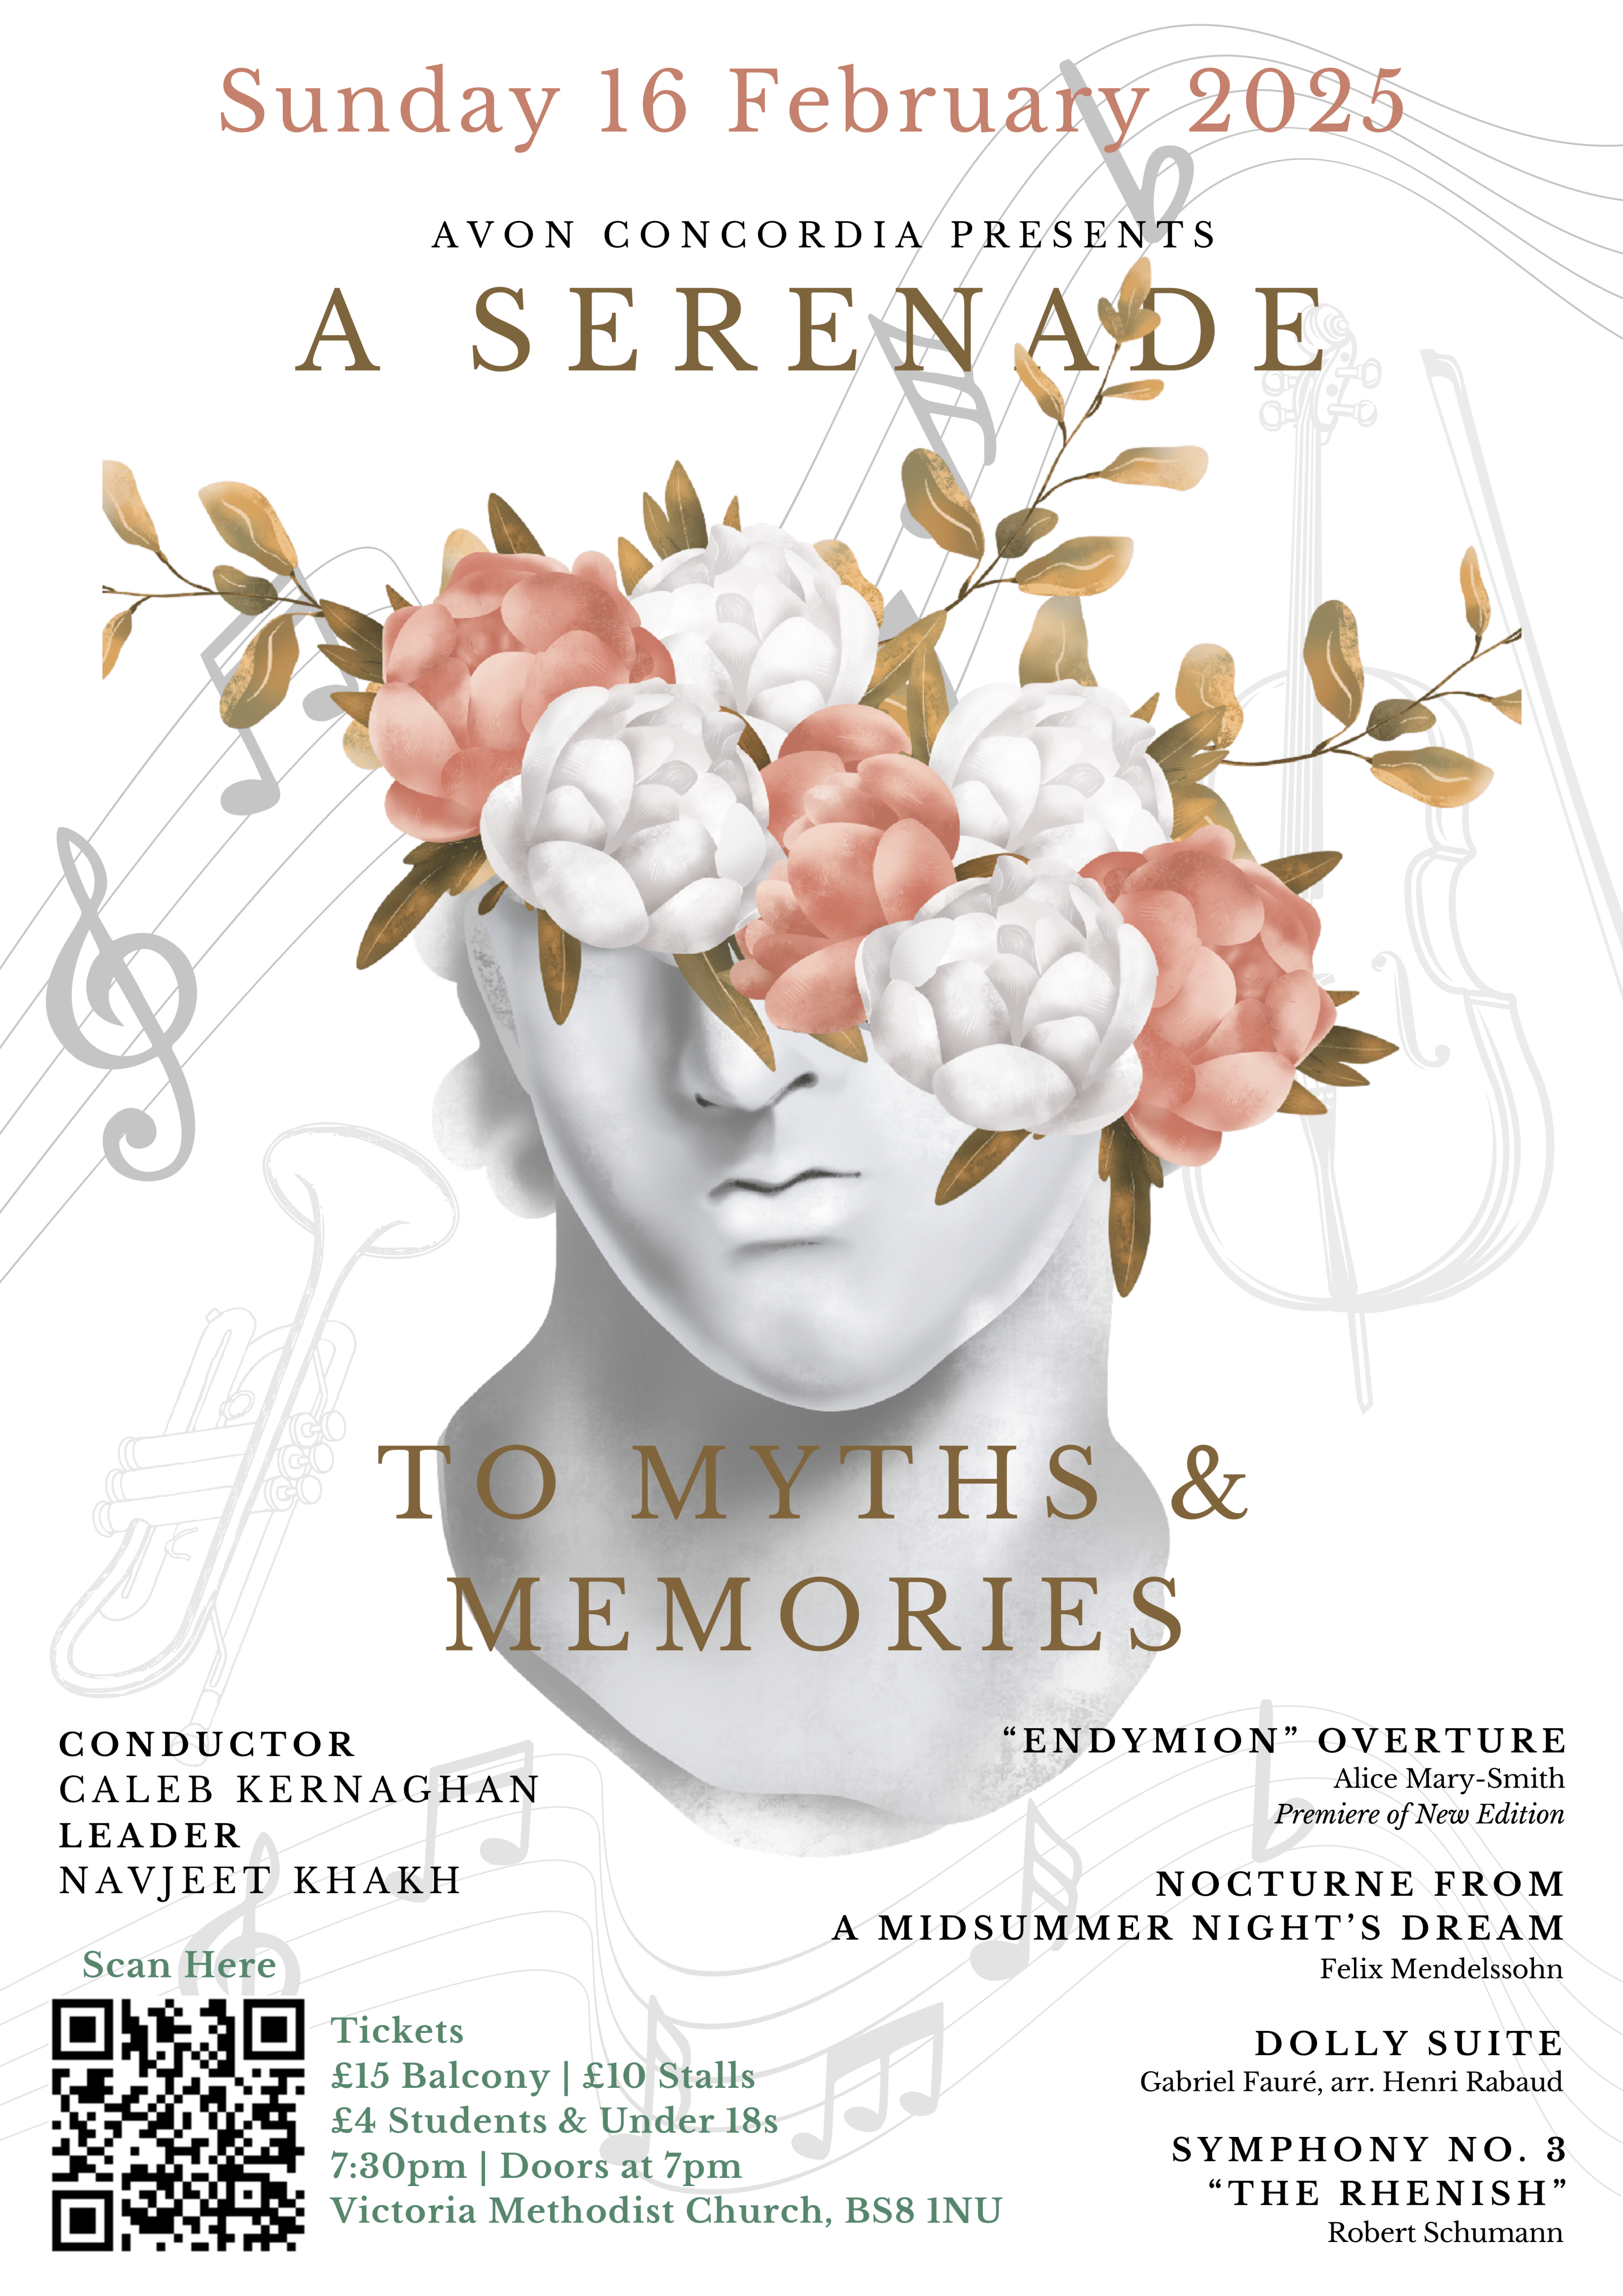 Sunday 16 February 2025
AVON CONCORDIA PRESENTS
A SERENADE
TO MYTHS &
MEMORIES
CONDUCTOR
CALEB KERNAGHAN
LEADER
NAVJEET KHAKH
Scan Here
Tickets
£15 Balcony | £10 Stalls
£4 Students & Under 18s
7:30pm | Doors at 7pm
Victoria Methodist Church, BS8 1NU
“ENDYMION” OVERTURE
Alice Mary-Smith
Premiere of New Edition
NOCTURNE FROM
A MIDSUMMER NIGHT’S DREAM
Felix Mendelssohn
DOLLY SUITE
Gabriel Fauré, arr. Henri Rabaud
SYMPHONY NO. 3
“THE RHENISH”
Robert Schumann